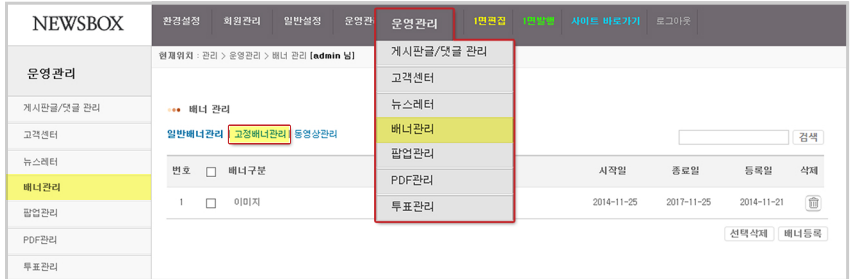 NEWSBOX
환경설정 회원관리 일반설정 운영관 운영관리 1면편집 1면발행 사이트 바로가기 로그아웃
현재위치 : 관리 > 운영관리 > 배너 관리 [admin 님]
운영관리
게시판글/댓글 관리
고객센터
뉴스레터
배너관리
팝업관리
PDF관리
투표관리
게시판글/댓글 관리
고객센터
뉴스레터
배너관리
팝업관리
PDF관리
투표관리
배너 관리
일반배너관리 | 고정배너관리 | 동영상관리
검색
번호 배너구분 시작일 종료일 등록일 삭제
1 이미지 2014-11-25 2017-11-25 2014-11-21
선택삭제 배너등록